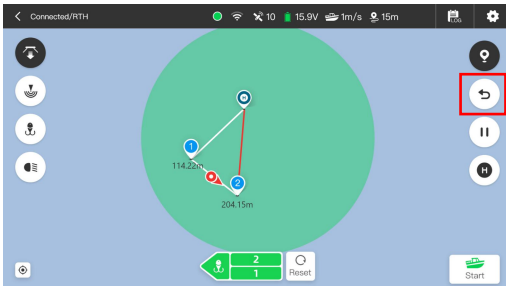 Connected/RTH 10 15.9V 1m/s 15m LOG
H
1
114.22m
2
204.15m
H
2
1
Reset
Start